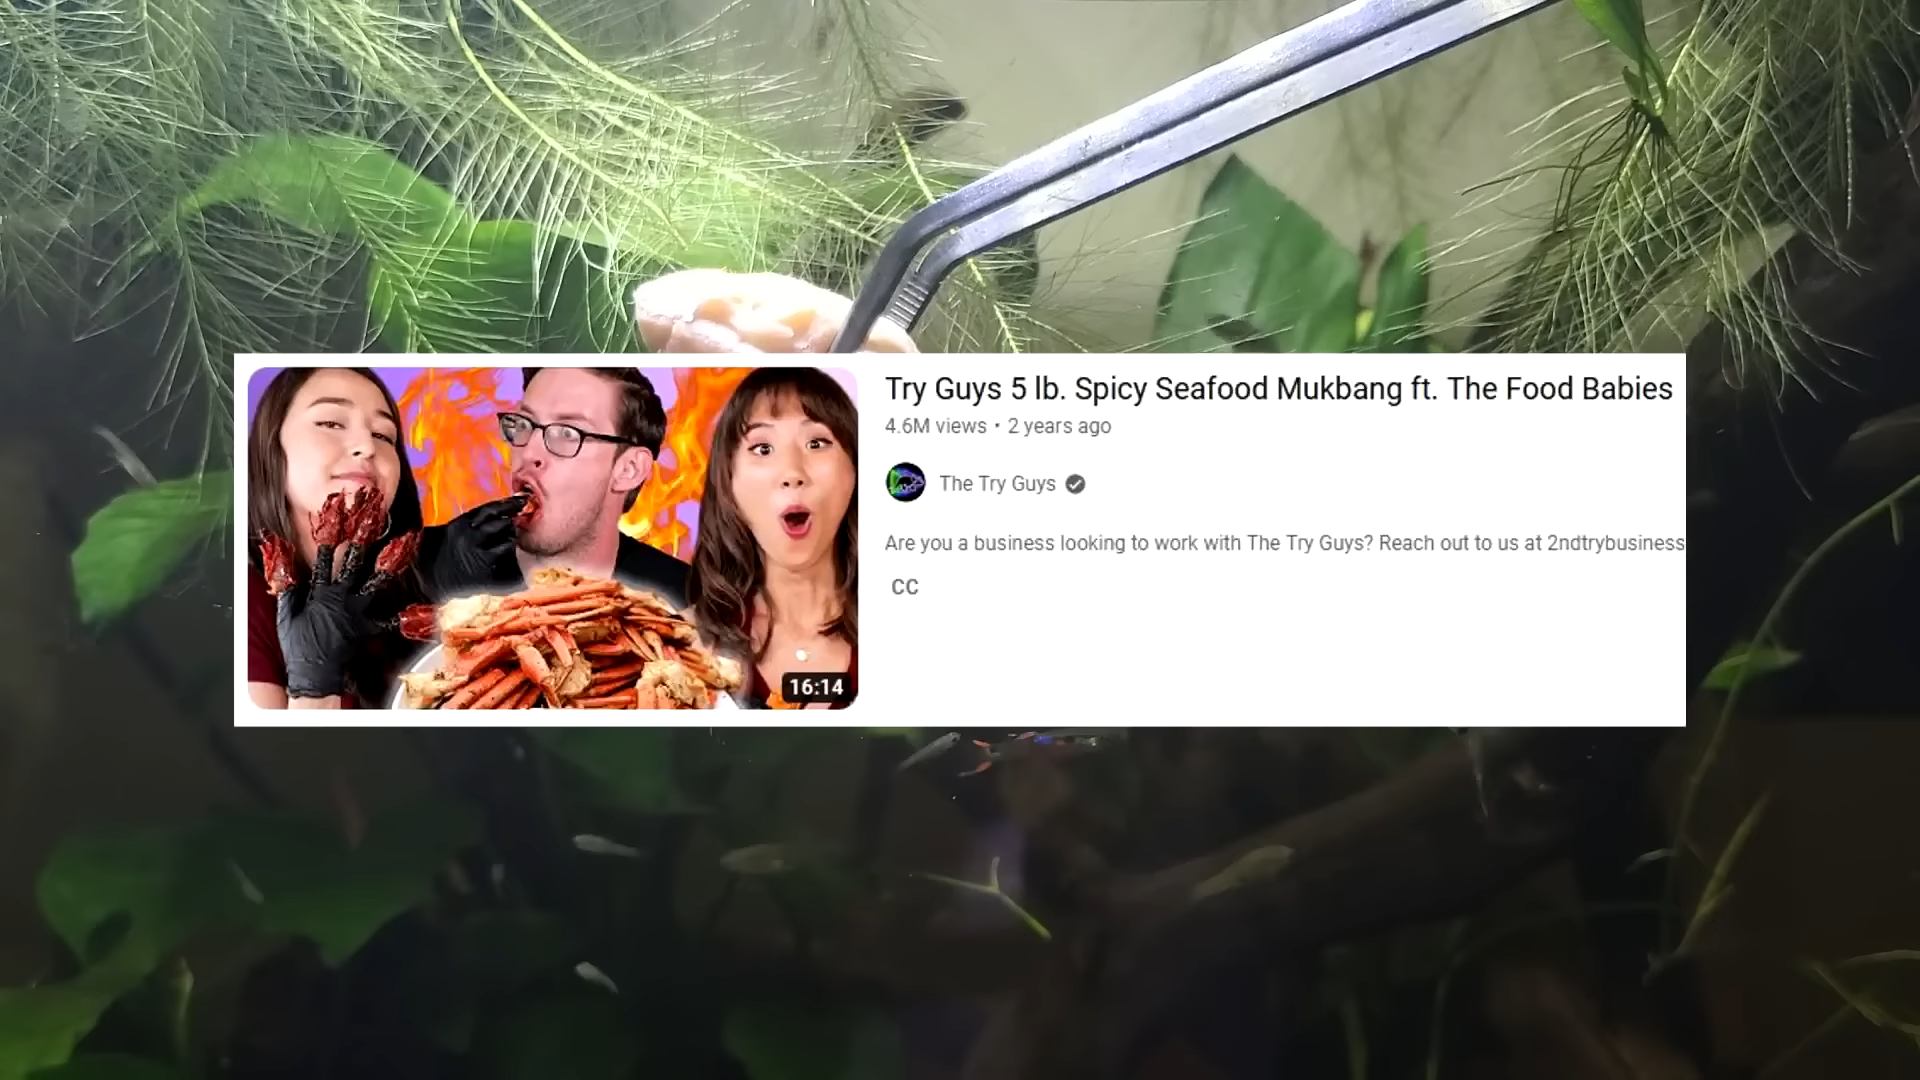 Try Guys 5 lb. Spicy Seafood Mukbang ft. The Food Babies
4.6M views • 2 years ago
The Try Guys
Are you a business looking to work with The Try Guys? Reach out to us at 2ndtrybusiness
CC
16:14